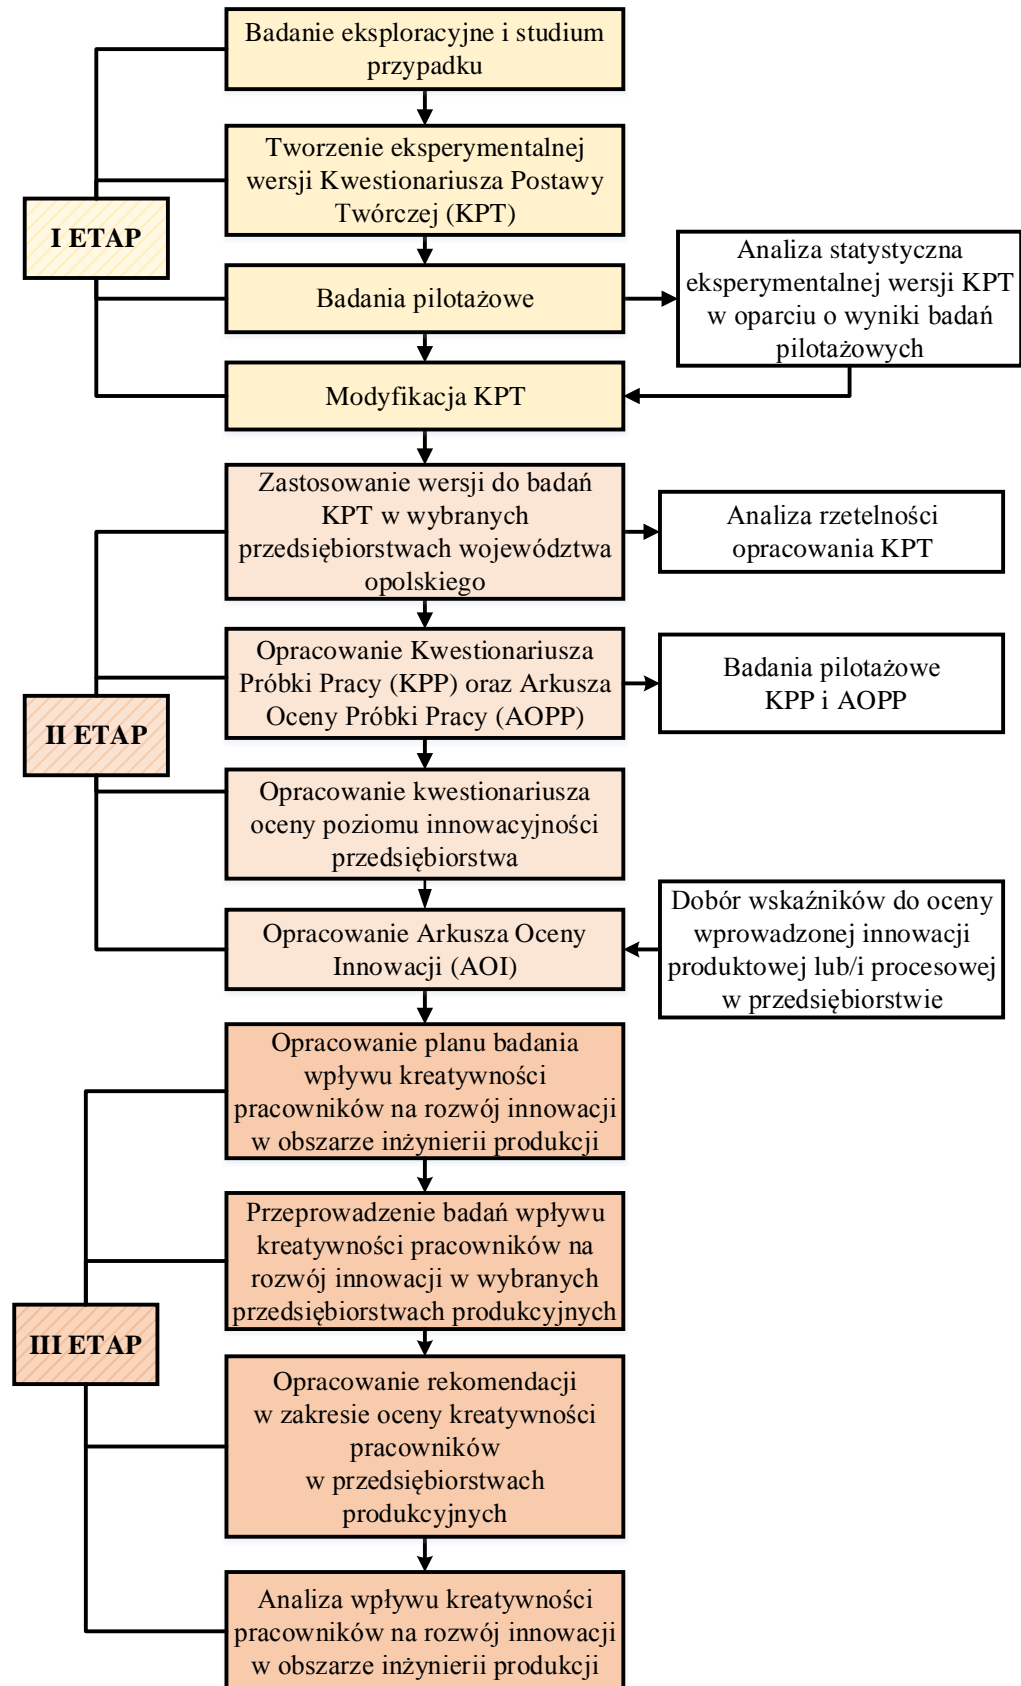 Badanie eksploracyjne i studium
przypadku
Tworzenie eksperymentalnej
wersji Kwestionariusza Postawy
Twórczej (KPT)
I ETAP
Badania pilotażowe
Analiza statystyczna
eksperymentalnej wersji KPT
w oparciu o wyniki badań
pilotażowych
Modyfikacja KPT
Zastosowanie wersji do badań
KPT w wybranych
przedsiębiorstwach województwa
opolskiego
Analiza rzetelności
opracowania KPT
Opracowanie Kwestionariusza
Próbki Pracy (KPP) oraz Arkusza
Oceny Próbki Pracy (AOPP)
Badania pilotażowe
KPP i AOPP
II ETAP
Opracowanie kwestionariusza
oceny poziomu innowacyjności
przedsiębiorstwa
Opracowanie Arkusza Oceny
Innowacji (AOI)
Dobór wskaźników do oceny
wprowadzonej innowacji
produktowej lub/i procesowej
w przedsiębiorstwie
Opracowanie planu badania
wpływu kreatywności
pracowników na rozwój innowacji
w obszarze inżynierii produkcji
Przeprowadzenie badań wpływu
kreatywności pracowników na
rozwój innowacji w wybranych
przedsiębiorstwach produkcyjnych
III ETAP
Opracowanie rekomendacji
w zakresie oceny kreatywności
pracowników
w przedsiębiorstwach
produkcyjnych
Analiza wpływu kreatywności
pracowników na rozwój innowacji
w obszarze inżynierii produkcji